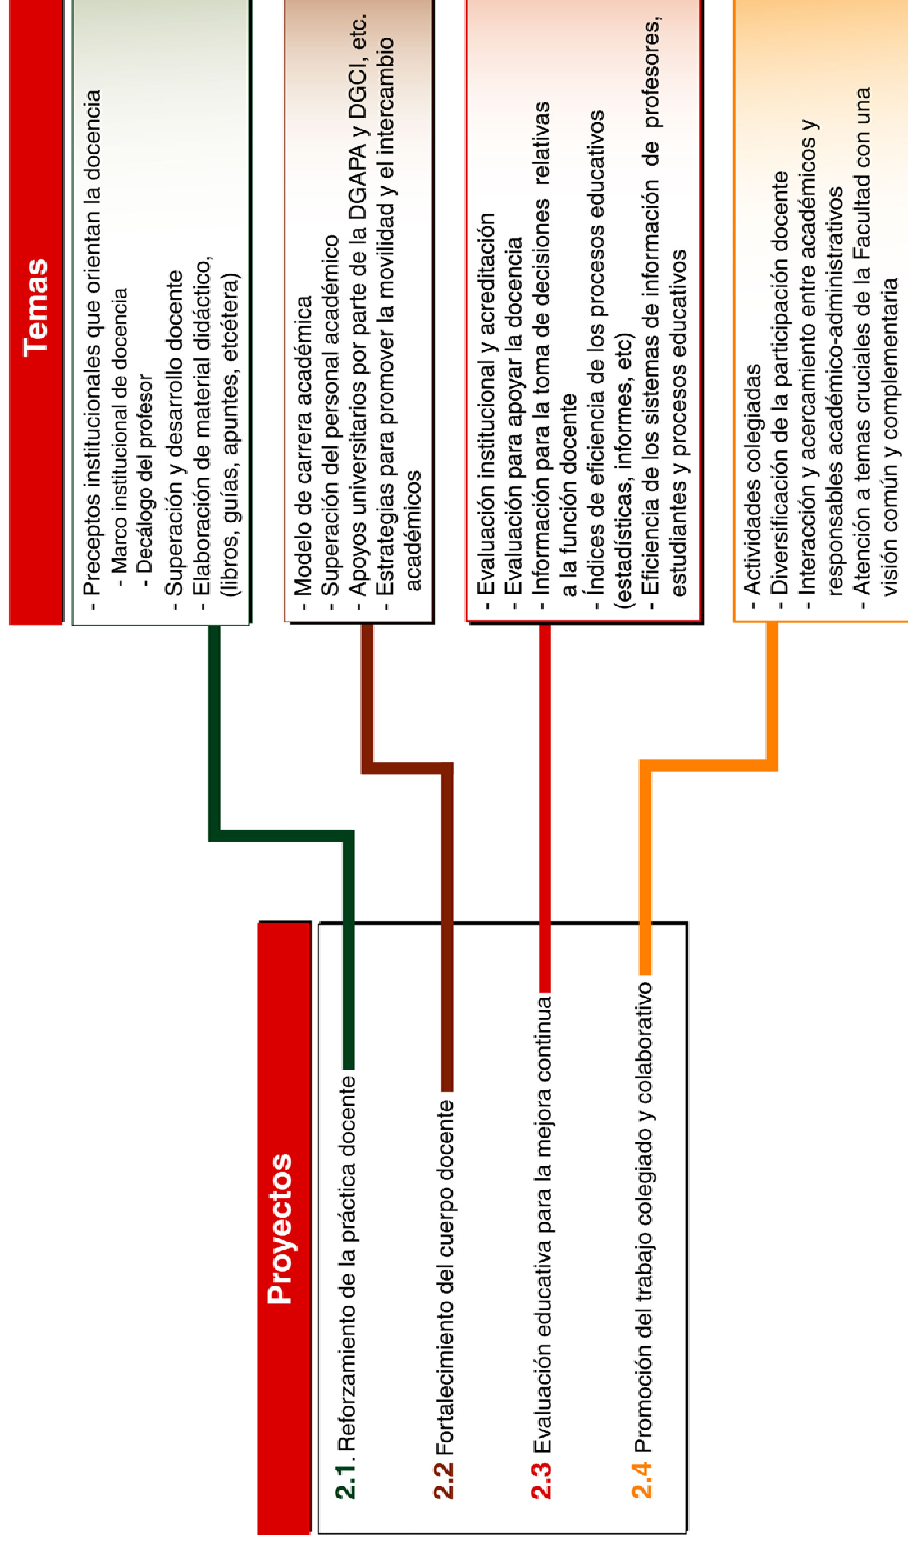 Proyectos
2.1. Reforzamiento de la práctica docente
2.2 Fortalecimiento del cuerpo docente
2.3 Evaluación educativa para la mejora continua
2.4 Promoción del trabajo colegiado y colaborativo
Temas
- Preceptos institucionales que orientan la docencia
- Marco institucional de docencia
- Decálogo del profesor
- Superación y desarrollo docente
- Elaboración de material didáctico,
(libros, guías, apuntes, etcétera)
- Modelo de carrera académica
- Superación del personal académico
- Apoyos universitarios por parte de la DGAPA y DGCI, etc.
- Estrategias para promover la movilidad y el intercambio
académicos
- Evaluación institucional y acreditación
- Evaluación para apoyar la docencia
- Información para la toma de decisiones relativas
a la función docente
- Índices de eficiencia de los procesos educativos
(estadísticas, informes, etc)
- Eficiencia de los sistemas de información de profesores,
estudiantes y procesos educativos
- Actividades colegiadas
- Diversificación de la participación docente
- Interacción y acercamiento entre académicos y
responsables académico-administrativos
- Atención a temas cruciales de la Facultad con una
visión común y complementaria